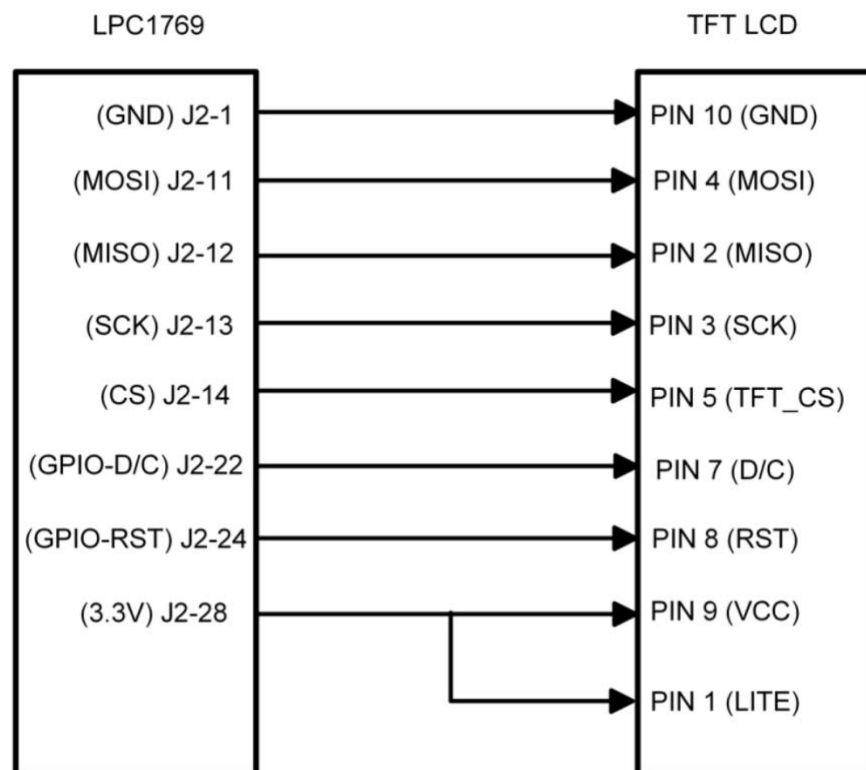 LPC1769 TFT LCD
(GND) J2-1 PIN 10 (GND)
(MOSI) J2-11 PIN 4 (MOSI)
(MISO) J2-12 PIN 2 (MISO)
(SCK) J2-13 PIN 3 (SCK)
(CS) J2-14 PIN 5 (TFT_CS)
(GPIO-D/C) J2-22 PIN 7 (D/C)
(GPIO-RST) J2-24 PIN 8 (RST)
(3.3V) J2-28 PIN 9 (VCC)
PIN 1 (LITE)